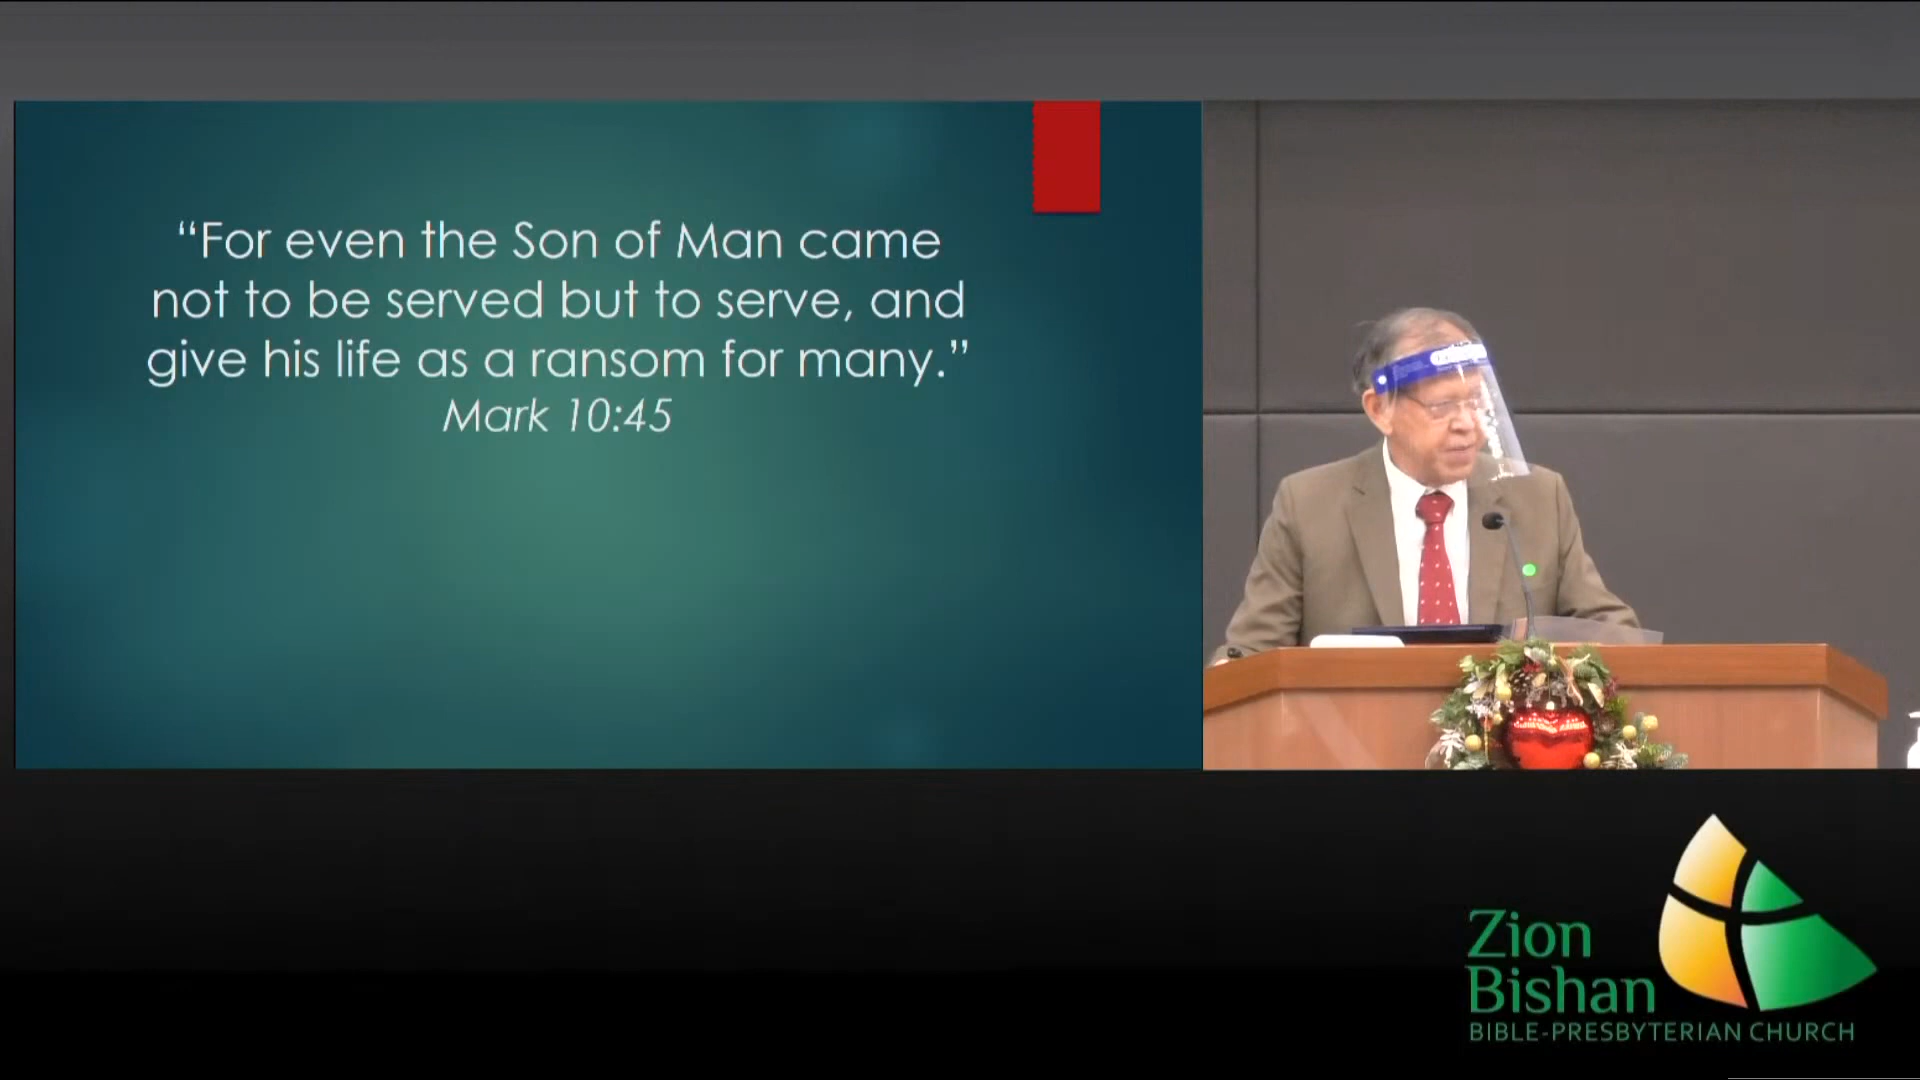 “For even the Son of Man came
not to be served but to serve, and
give his life as a ransom for many.”
Mark 10:45
Zion
Bishan
BIBLE-PRESBYTERIAN CHURCH